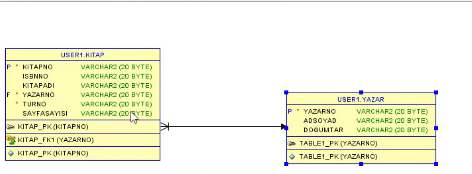 USER1.KITAP
P * KITAPNO VARCHAR2 (20 BYTE)
ISBNNO VARCHAR2 (20 BYTE)
KITAPADI VARCHAR2 (20 BYTE)
F * YAZARNO VARCHAR2 (20 BYTE)
* TURNO VARCHAR2 (20 BYTE)
SAYFASAYISI VARCHAR2 (20 BYTE)
KITAP_PK (KITAPNO)
KITAP_FK1 (YAZARNO)
KITAP_PK (KITAPNO)
USER1.YAZAR
P * YAZARNO VARCHAR2 (20 BYTE)
ADSOYAD VARCHAR2 (20 BYTE)
DOGUMTAR VARCHAR2 (20 BYTE)
TABLE1_PK (YAZARNO)
TABLE1_PK (YAZARNO)